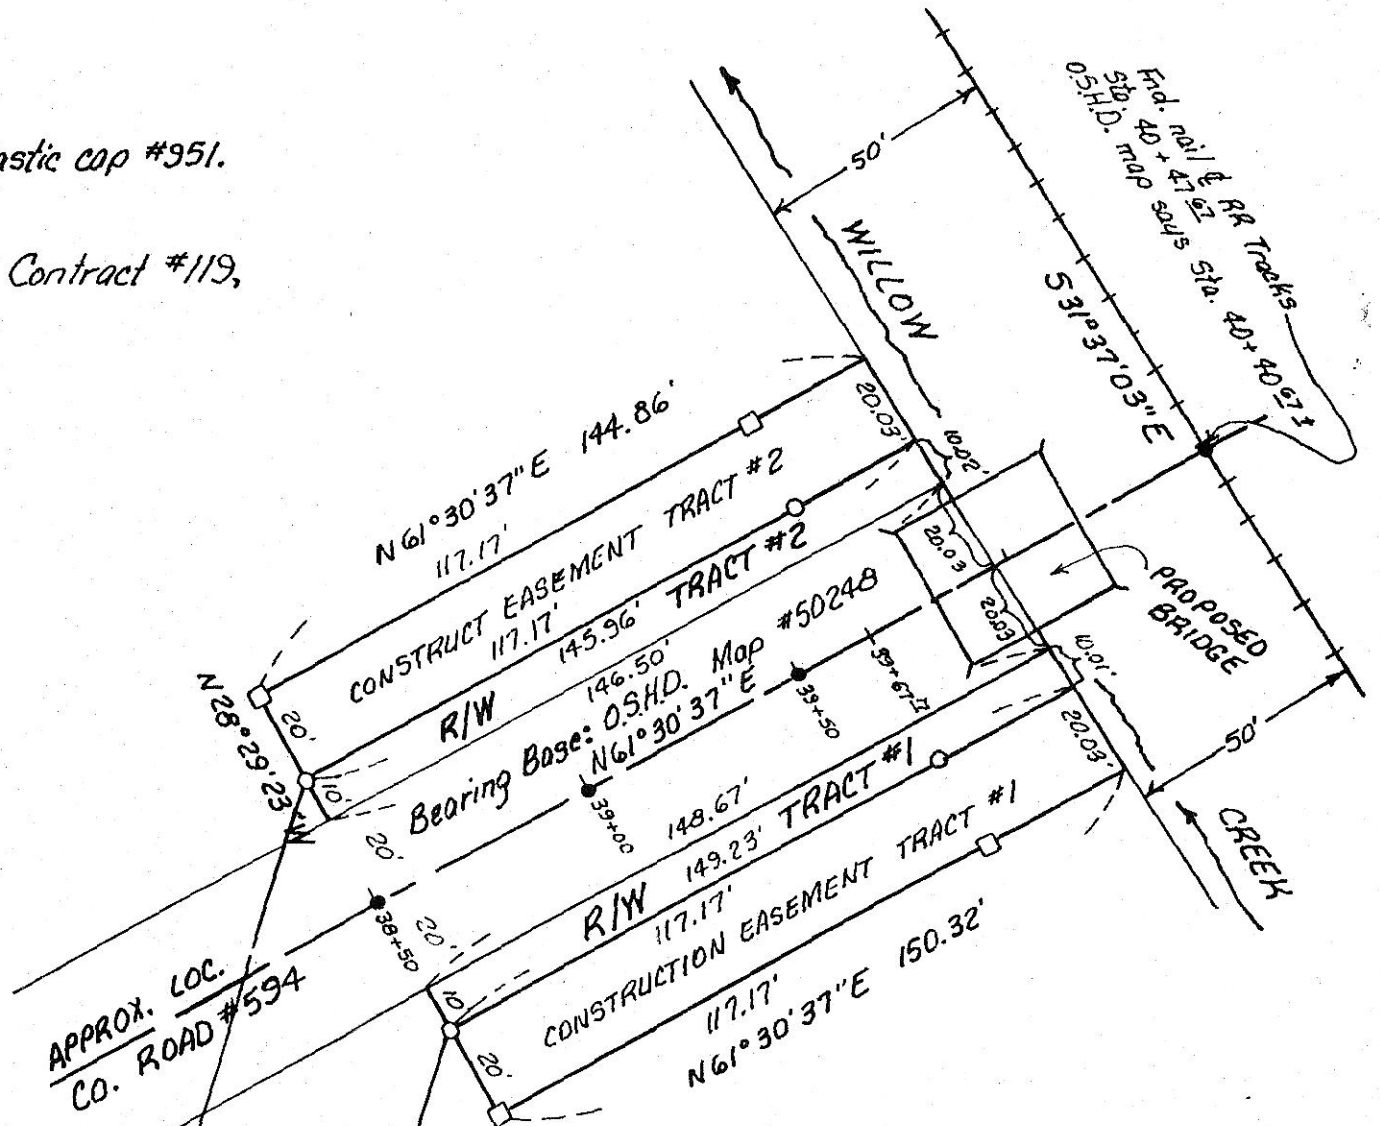 astic cap #951.
Contract #119,
Fnd. nail ℄ RR Tracks
Sta. 40+47.67
O.S.H.D. map says Sta. 40+40.67±
50'
WILLOW
S31°37'03"E
N61°30'37"E 144.86'
117.17'
20.03'
CONSTRUCT EASEMENT TRACT #2
10.02'
117.17'
145.96'
R/W TRACT #2
146.50'
20.03
20.03
Bearing Base: O.S.H.D. Map #50248
N61°30'37"E
PROPOSED
BRIDGE
39+67.17
39+50
39+00
38+50
N28°29'23"W
20'
10'
20'
20'
10.01'
20.03'
50'
CREEK
148.67'
R/W 149.23' TRACT #1
117.17'
CONSTRUCTION EASEMENT TRACT #1
117.17'
N61°30'37"E 150.32'
10
20'
APPROX. LOC.
CO. ROAD #594